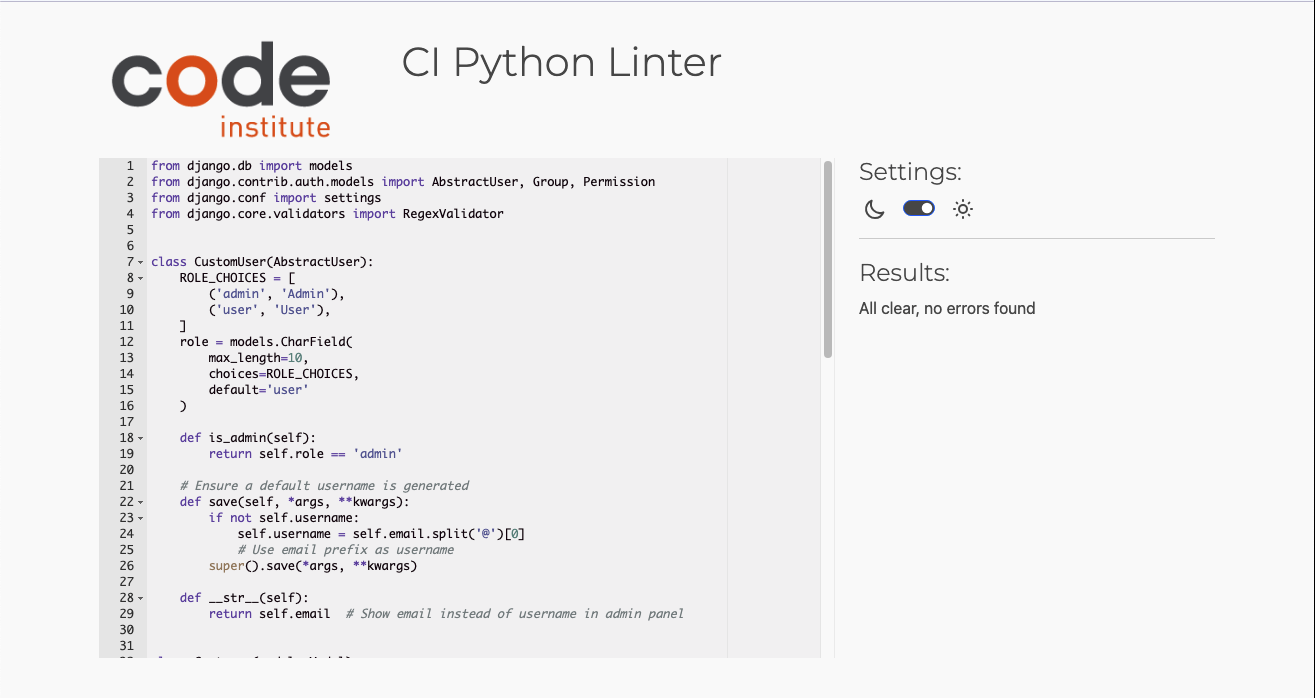 code
institute
CI Python Linter
1 from django.db import models
2 from django.contrib.auth.models import AbstractUser, Group, Permission
3 from django.conf import settings
4 from django.core.validators import RegexValidator
5
6
7 class CustomUser(AbstractUser):
8     ROLE_CHOICES = [
9         ('admin', 'Admin'),
10         ('user', 'User'),
11     ]
12     role = models.CharField(
13         max_length=10,
14         choices=ROLE_CHOICES,
15         default='user'
16     )
17
18     def is_admin(self):
19         return self.role == 'admin'
20
21     # Ensure a default username is generated
22     def save(self, *args, **kwargs):
23         if not self.username:
24             self.username = self.email.split('@')[0]
25             # Use email prefix as username
26         super().save(*args, **kwargs)
27
28     def __str__(self):
29         return self.email  # Show email instead of username in admin panel
30
31
Settings:
Results:
All clear, no errors found